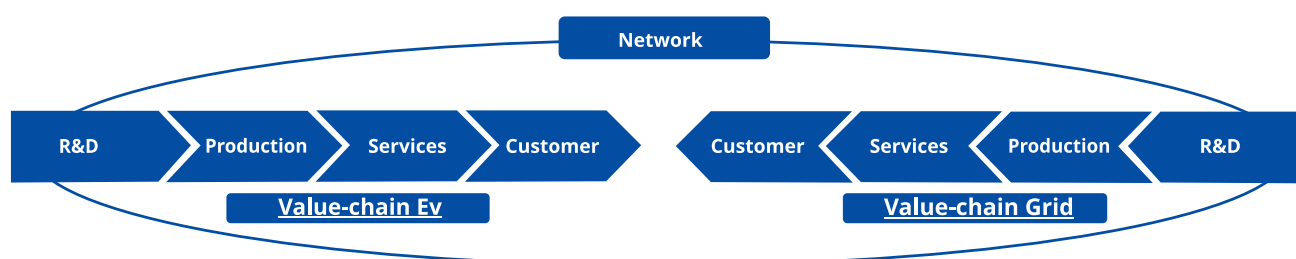 Network
R&D Production Services Customer Customer Services Production R&D
Value-chain Ev Value-chain Grid